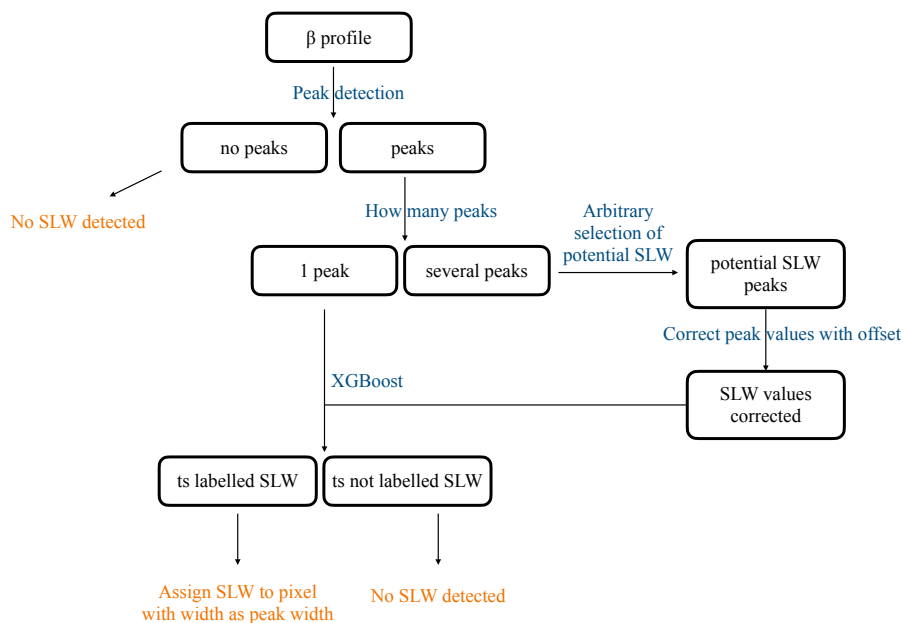 β profile
Peak detection
no peaks
peaks
No SLW detected
How many peaks
Arbitrary
selection of
potential SLW
1 peak
several peaks
potential SLW
peaks
Correct peak values with offset
XGBoost
SLW values
corrected
ts labelled SLW
ts not labelled SLW
Assign SLW to pixel
with width as peak width
No SLW detected